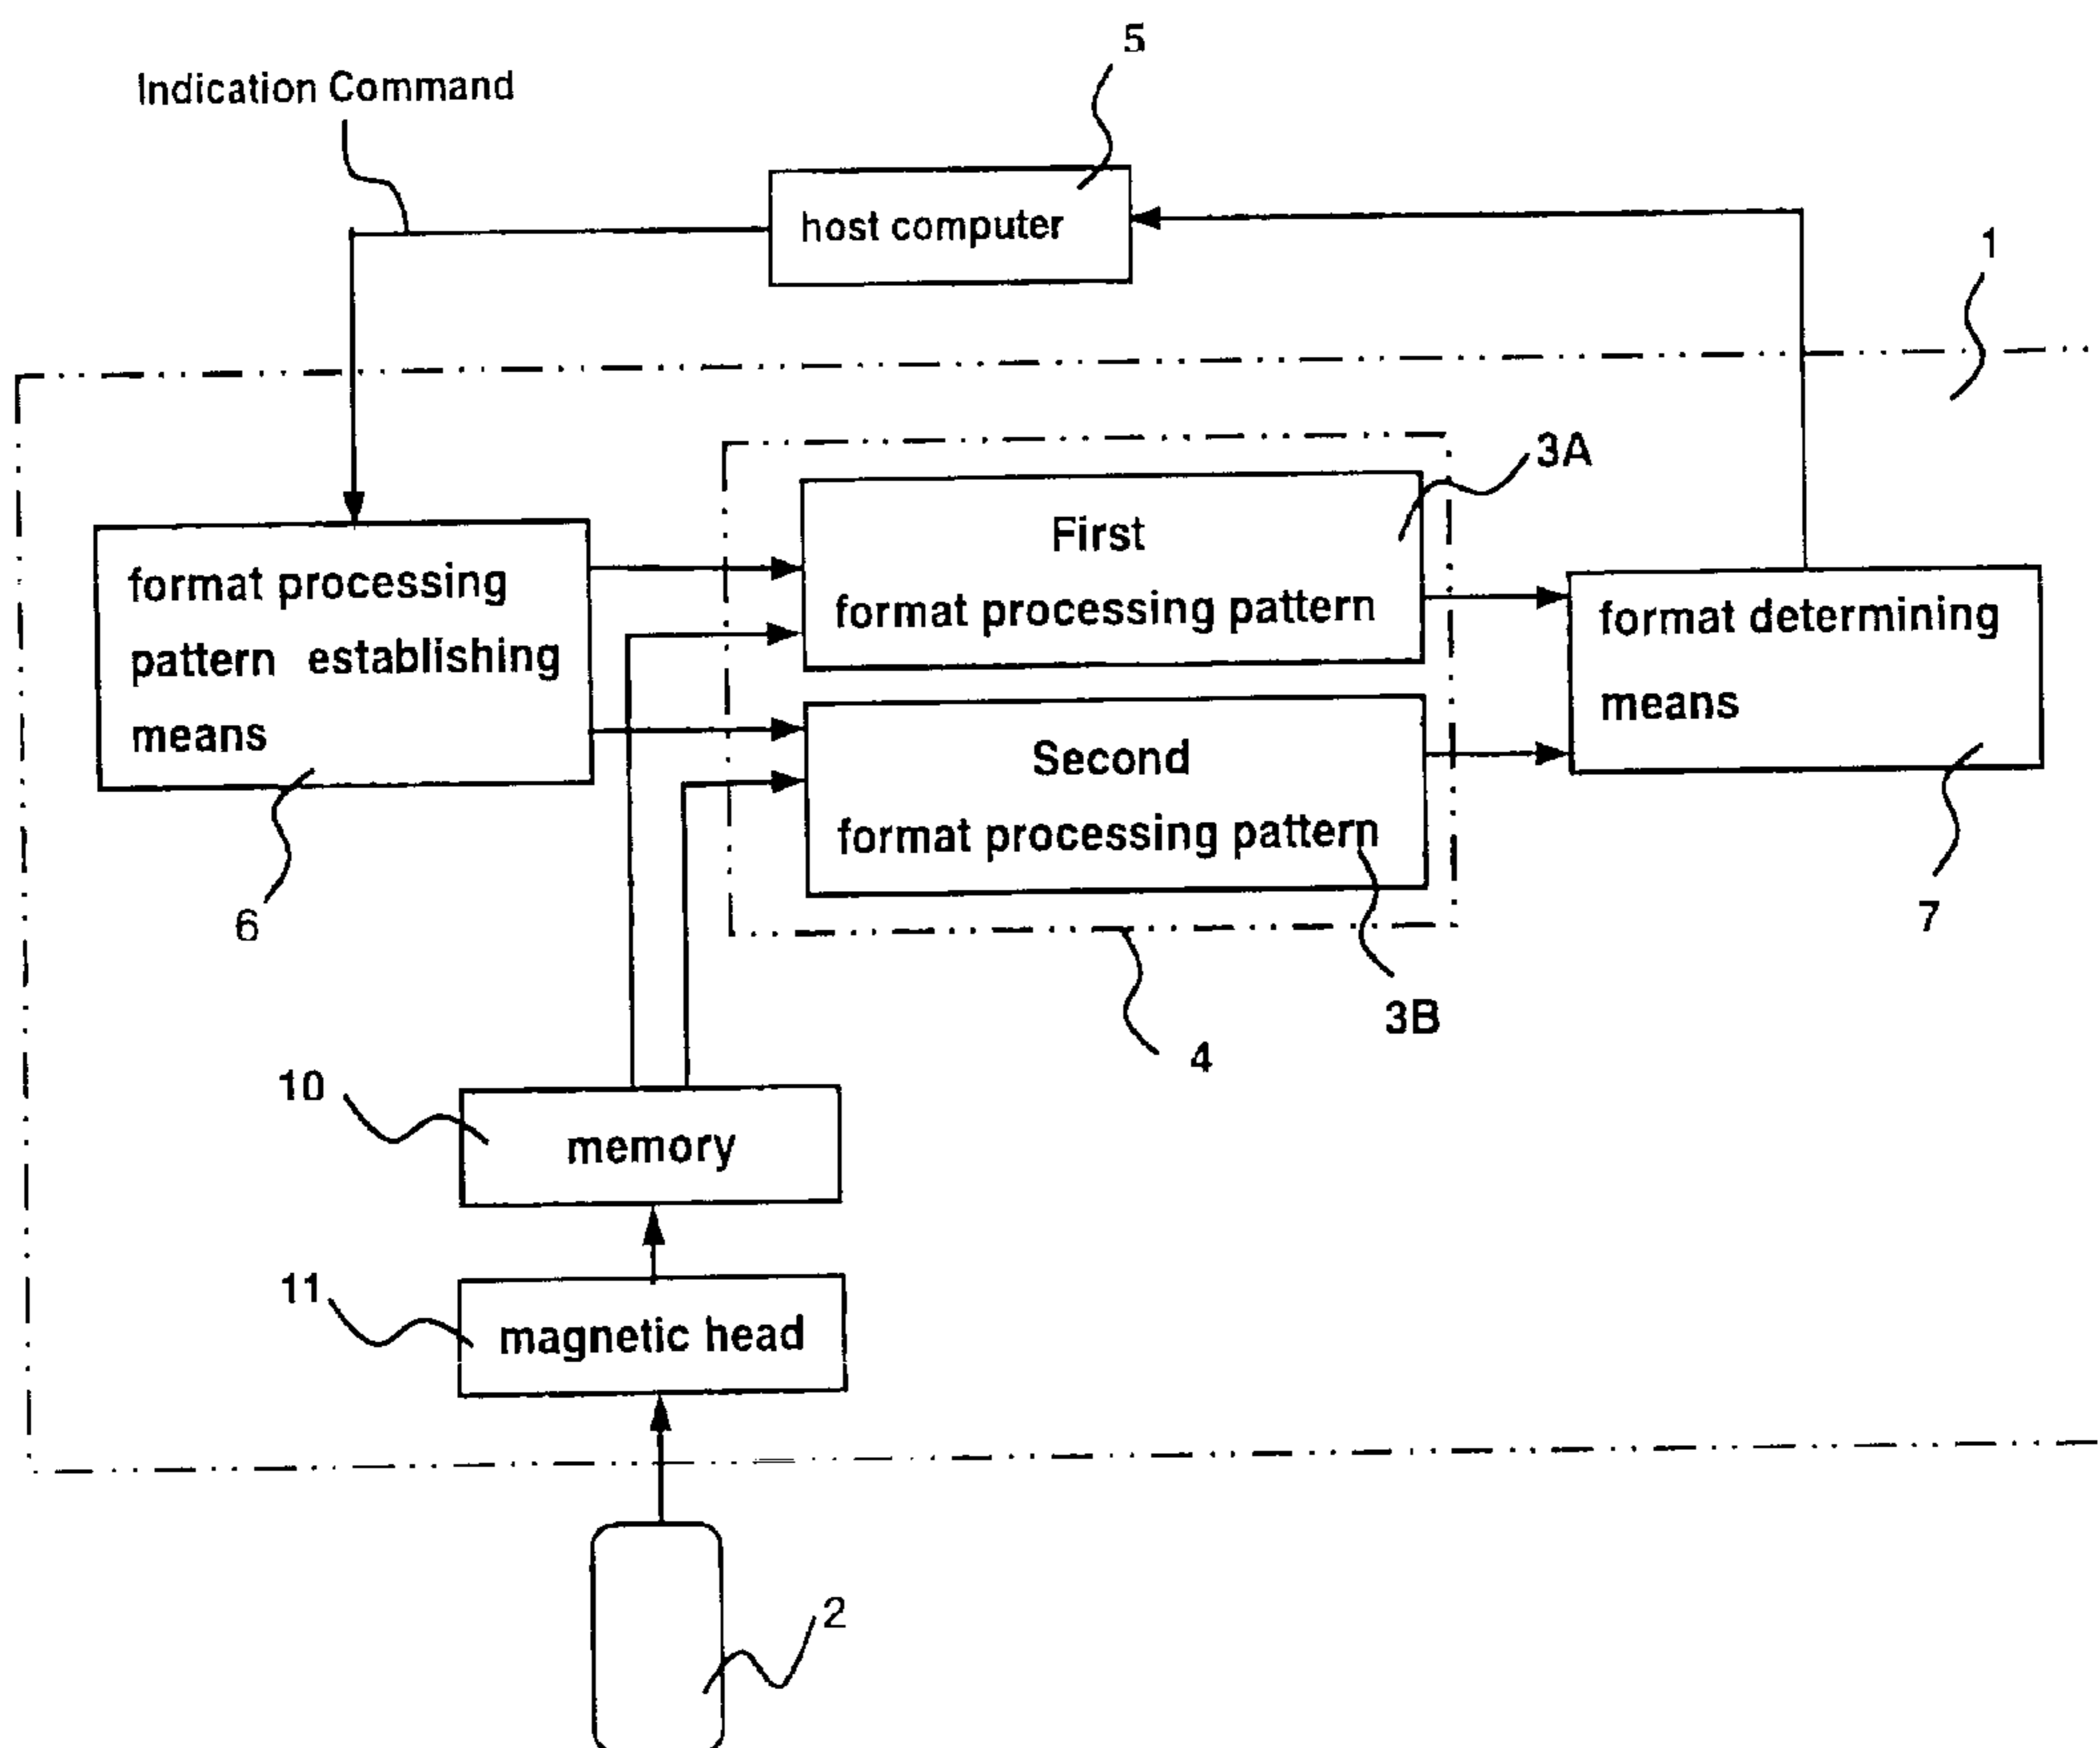 5
Indication Command
host computer
1
3A
First
format processing pattern
format processing
pattern establishing
means
format determining
means
Second
format processing pattern
6
7
3B
4
10
memory
11
magnetic head
2